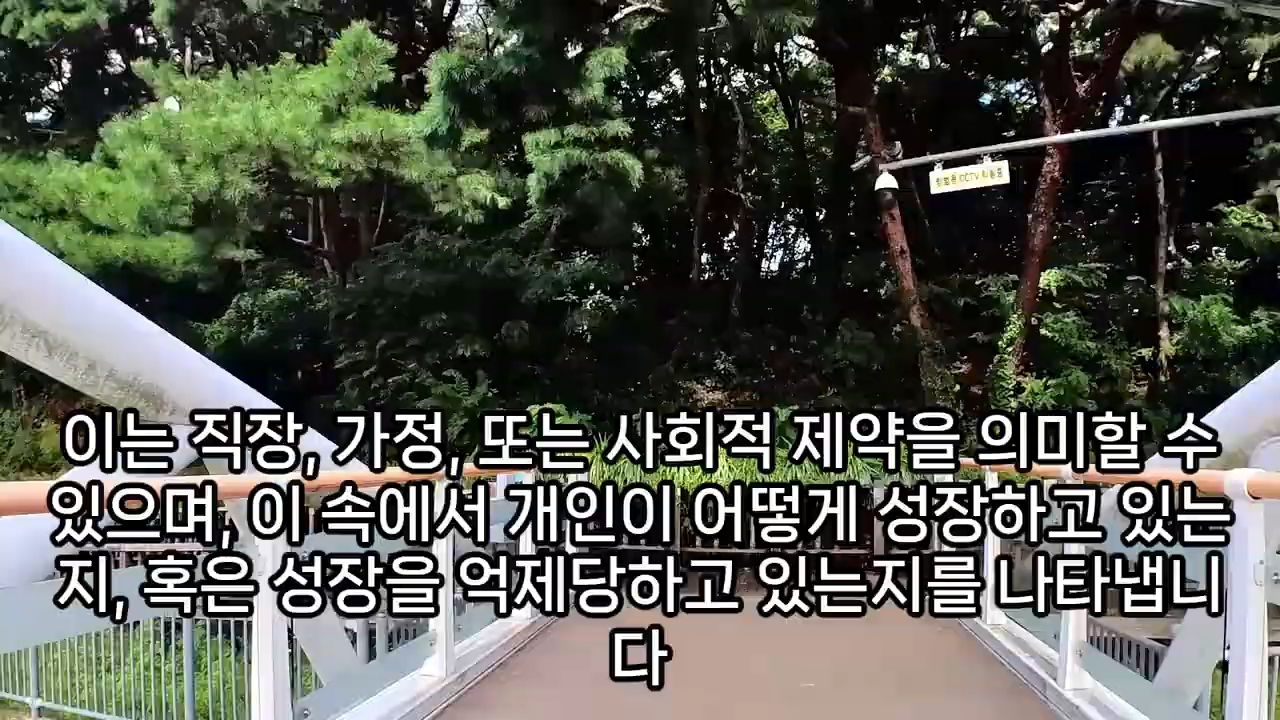 CCTV
이는 직장, 가정, 또는 사회적 제약을 의미할 수
있으며, 이 속에서 개인이 어떻게 성장하고 있는
지, 혹은 성장을 억제당하고 있는지를 나타냅니
다